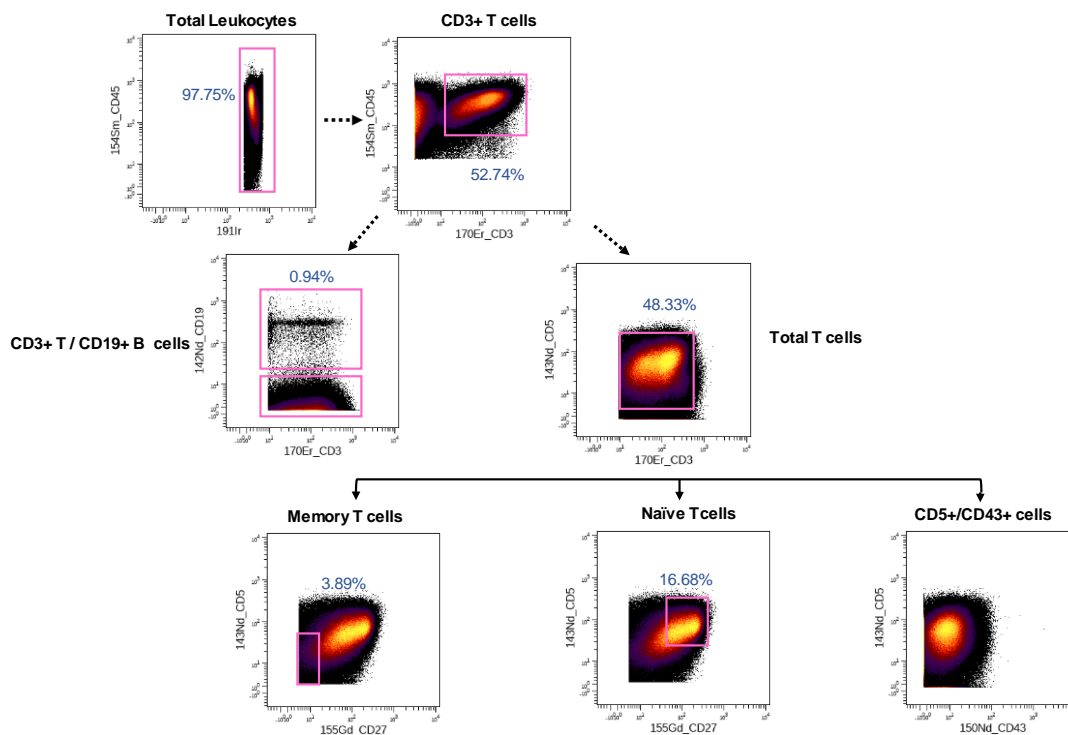 Total Leukocytes
CD3+ T cells
97.75%
154Sm_CD45
191Ir
52.74%
154Sm_CD45
170Er_CD3
0.94%
142Nd_CD19
170Er_CD3
CD3+ T / CD19+ B cells
48.33%
143Nd_CD5
170Er_CD3
Total T cells
Memory T cells
Naïve T cells
CD5+/CD43+ cells
3.89%
143Nd_CD5
155Gd_CD27
16.68%
143Nd_CD5
155Gd_CD27
143Nd_CD5
150Nd_CD43